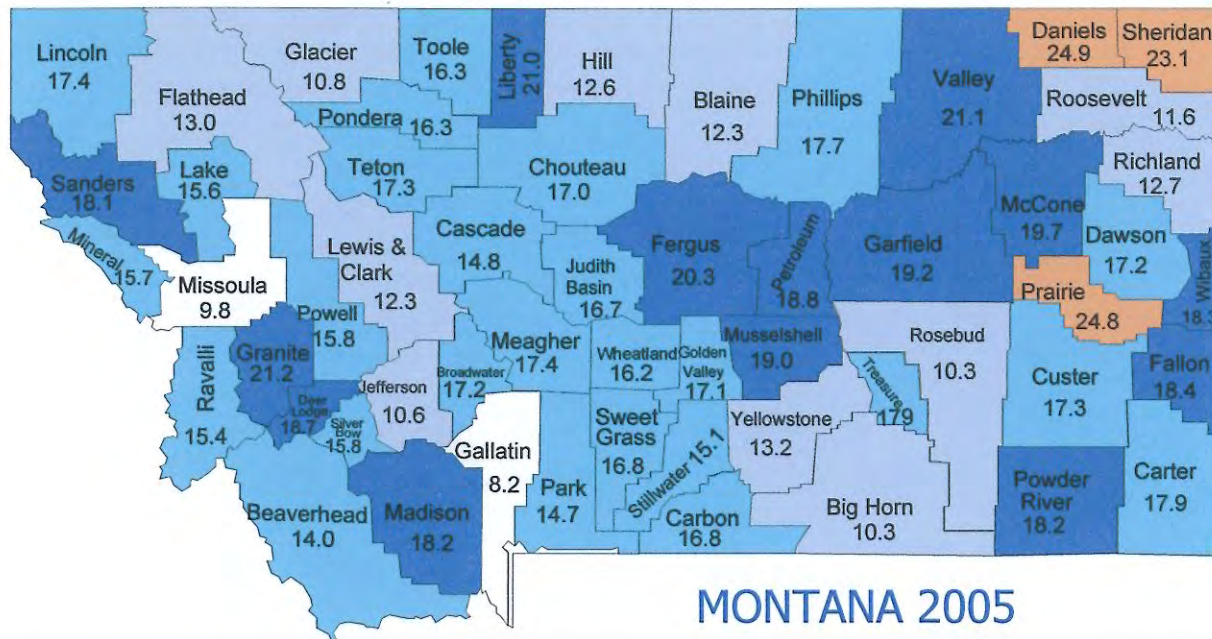 Lincoln
17.4
Flathead
13.0
Glacier
10.8
Toole
16.3
Liberty
21.0
Hill
12.6
Blaine
12.3
Phillips
17.7
Valley
21.1
Daniels
24.9
Sheridan
23.1
Roosevelt
11.6
Richland
12.7
Pondera
16.3
Teton
17.3
Chouteau
17.0
Sanders
18.1
Lake
15.6
Mineral
15.7
Missoula
9.8
Lewis &
Clark
12.3
Cascade
14.8
Judith
Basin
16.7
Fergus
20.3
Petroleum
18.8
Garfield
19.2
McCone
19.7
Dawson
17.2
Wibaux
18.3
Prairie
24.8
Powell
15.8
Granite
21.2
Ravalli
15.4
Deer
Lodge
18.7
Silver
Bow
15.8
Jefferson
10.6
Broadwater
17.2
Meagher
17.4
Wheatland
16.2
Golden
Valley
17.1
Musselshell
19.0
Rosebud
10.3
Treasure
179
Custer
17.3
Fallon
18.4
Gallatin
8.2
Sweet
Grass
16.8
Stillwater 15.1
Yellowstone
13.2
Beaverhead
14.0
Madison
18.2
Park
14.7
Carbon
16.8
Big Horn
10.3
Powder
River
18.2
Carter
17.9
MONTANA 2005